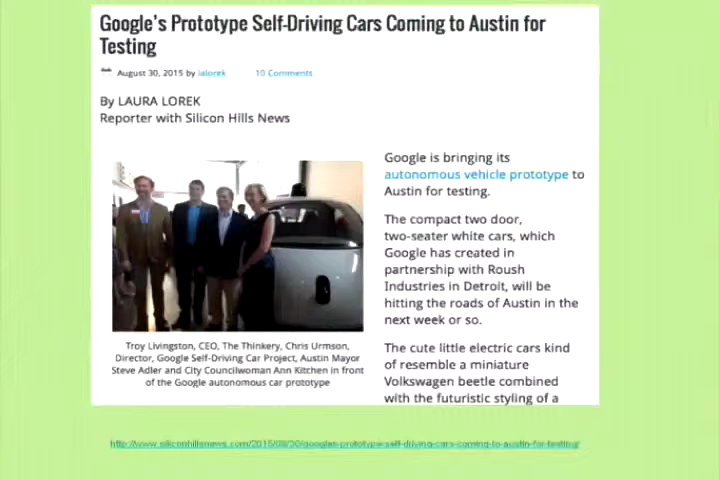 Google's Prototype Self-Driving Cars Coming to Austin for
Testing
August 30, 2015 by lalorek 10 Comments
By LAURA LOREK
Reporter with Silicon Hills News
Google is bringing its
autonomous vehicle prototype to
Austin for testing.
The compact two door,
two-seater white cars, which
Google has created in
partnership with Roush
Industries in Detroit, will be
hitting the roads of Austin in the
next week or so.
The cute little electric cars kind
of resemble a miniature
Volkswagen beetle combined
with the futuristic styling of a
Troy Livingston, CEO, The Thinkery, Chris Urmson,
Director, Google Self-Driving Car Project, Austin Mayor
Steve Adler and City Councilwoman Ann Kitchen in front
of the Google autonomous car prototype
http://www.siliconhillsnews.com/2015/08/30/googles-prototype-self-driving-cars-coming-to-austin-for-testing/